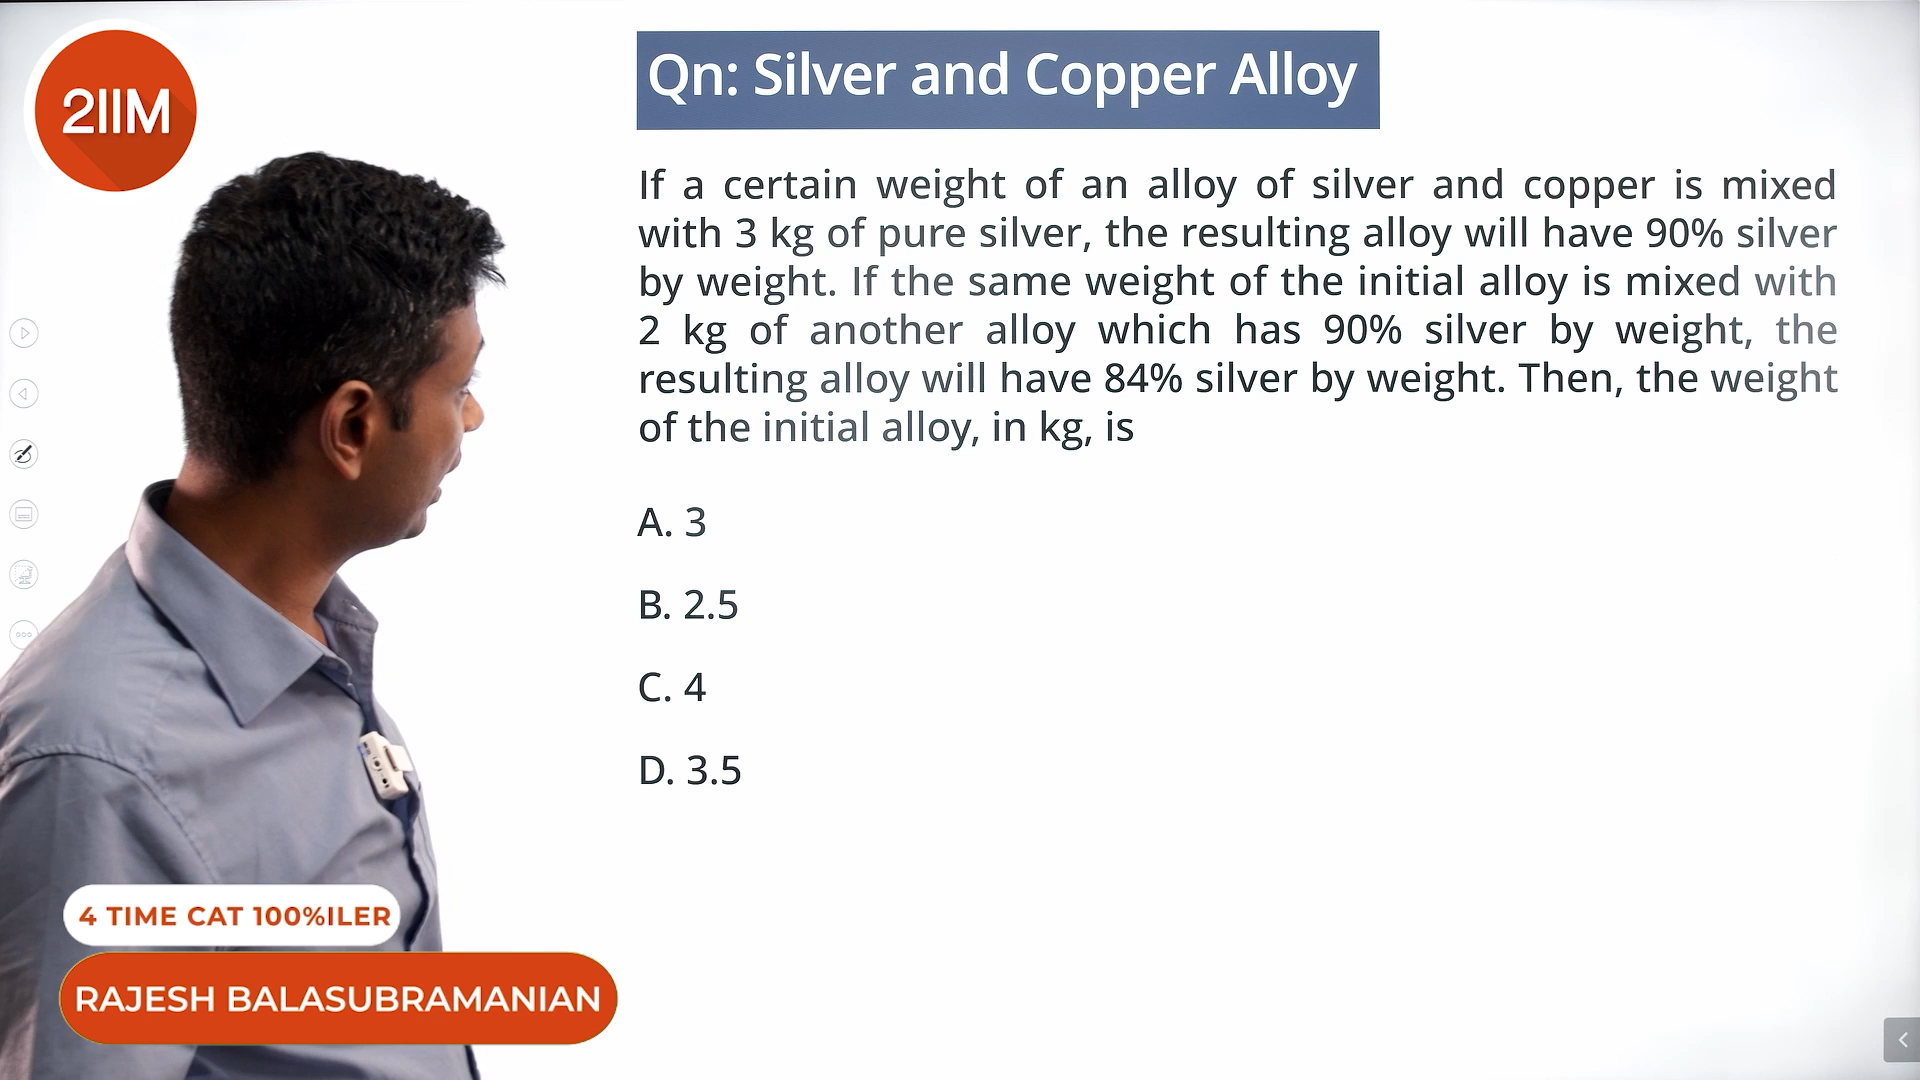 2IIM
Qn: Silver and Copper Alloy
If a certain weight of an alloy of silver and copper is mixed
with 3 kg of pure silver, the resulting alloy will have 90% silver
by weight. If the same weight of the initial alloy is mixed with
2 kg of another alloy which has 90% silver by weight, the
resulting alloy will have 84% silver by weight. Then, the weight
of the initial alloy, in kg, is
A. 3
B. 2.5
C. 4
D. 3.5
4 TIME CAT 100%ILER
RAJESH BALASUBRAMANIAN